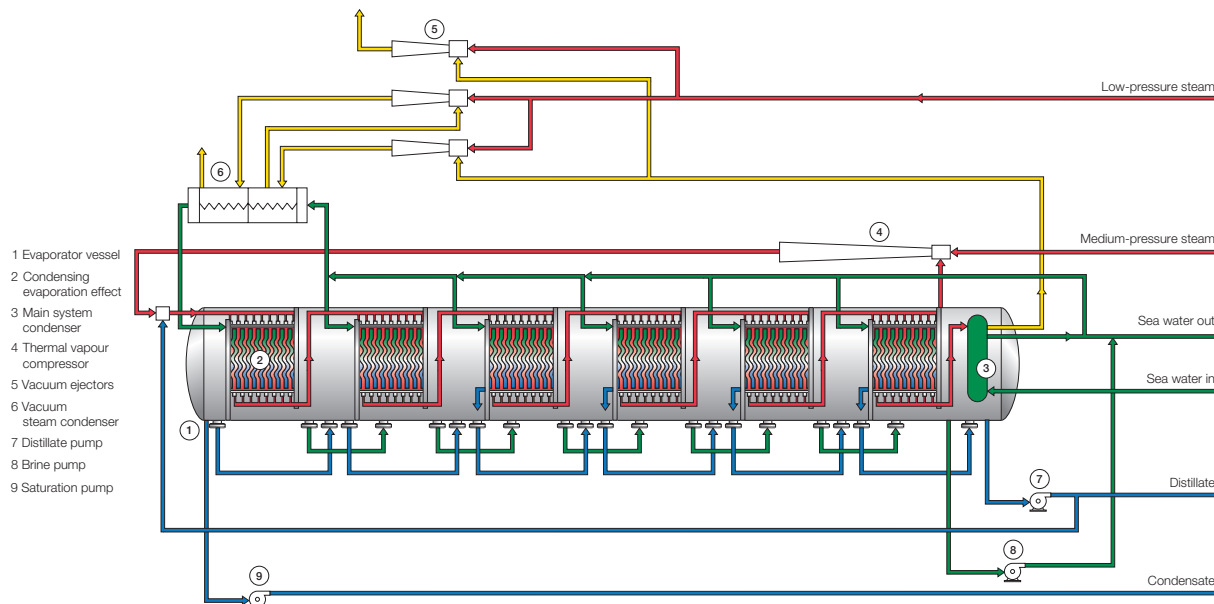 5
Low-pressure steam
6
4
Medium-pressure steam
1 Evaporator vessel
2 Condensing
evaporation effect
3 Main system
condenser
4 Thermal vapour
compressor
5 Vacuum ejectors
6 Vacuum
steam condenser
7 Distillate pump
8 Brine pump
9 Saturation pump
Sea water out
2
3
Sea water in
1
7
Distillate
8
9
Condensate